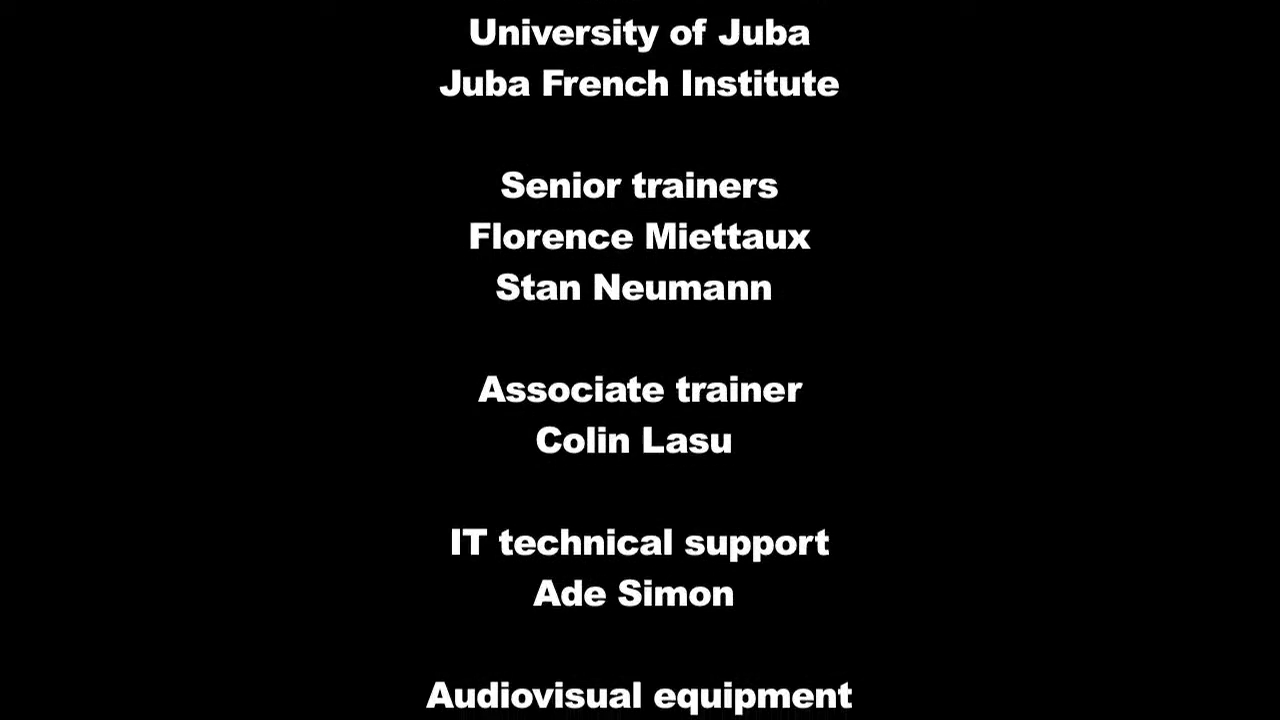 University of Juba
Juba French Institute
Senior trainers
Florence Miettaux
Stan Neumann
Associate trainer
Colin Lasu
IT technical support
Ade Simon
Audiovisual equipment